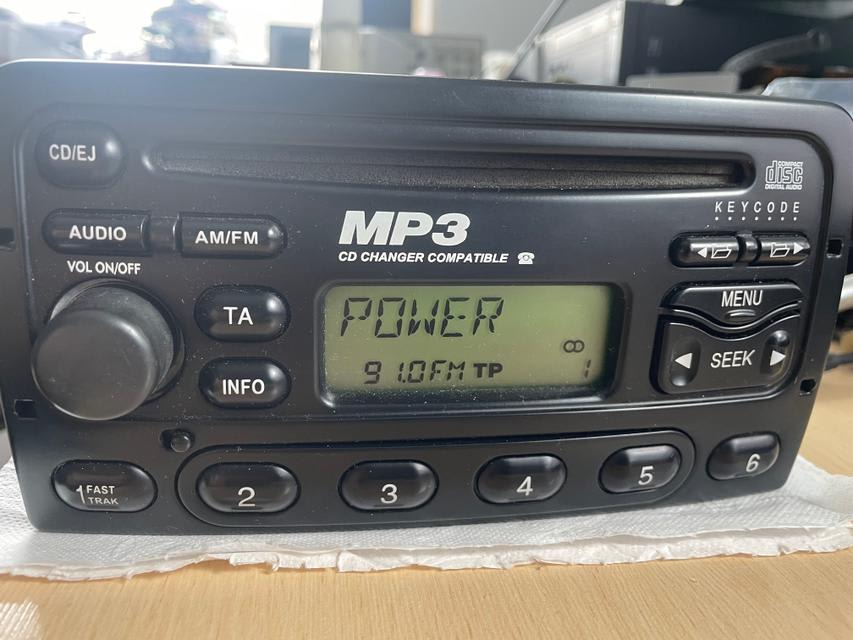 CD/EJ
COMPACT
disc
DIGITAL AUDIO
KEYCODE
AUDIO
AM/FM
MP3
CD CHANGER COMPATIBLE
VOL ON/OFF
MENU
TA
POWER
SEEK
INFO
91.0FM TP 1
1 FAST
TRAK
2
3
4
5
6